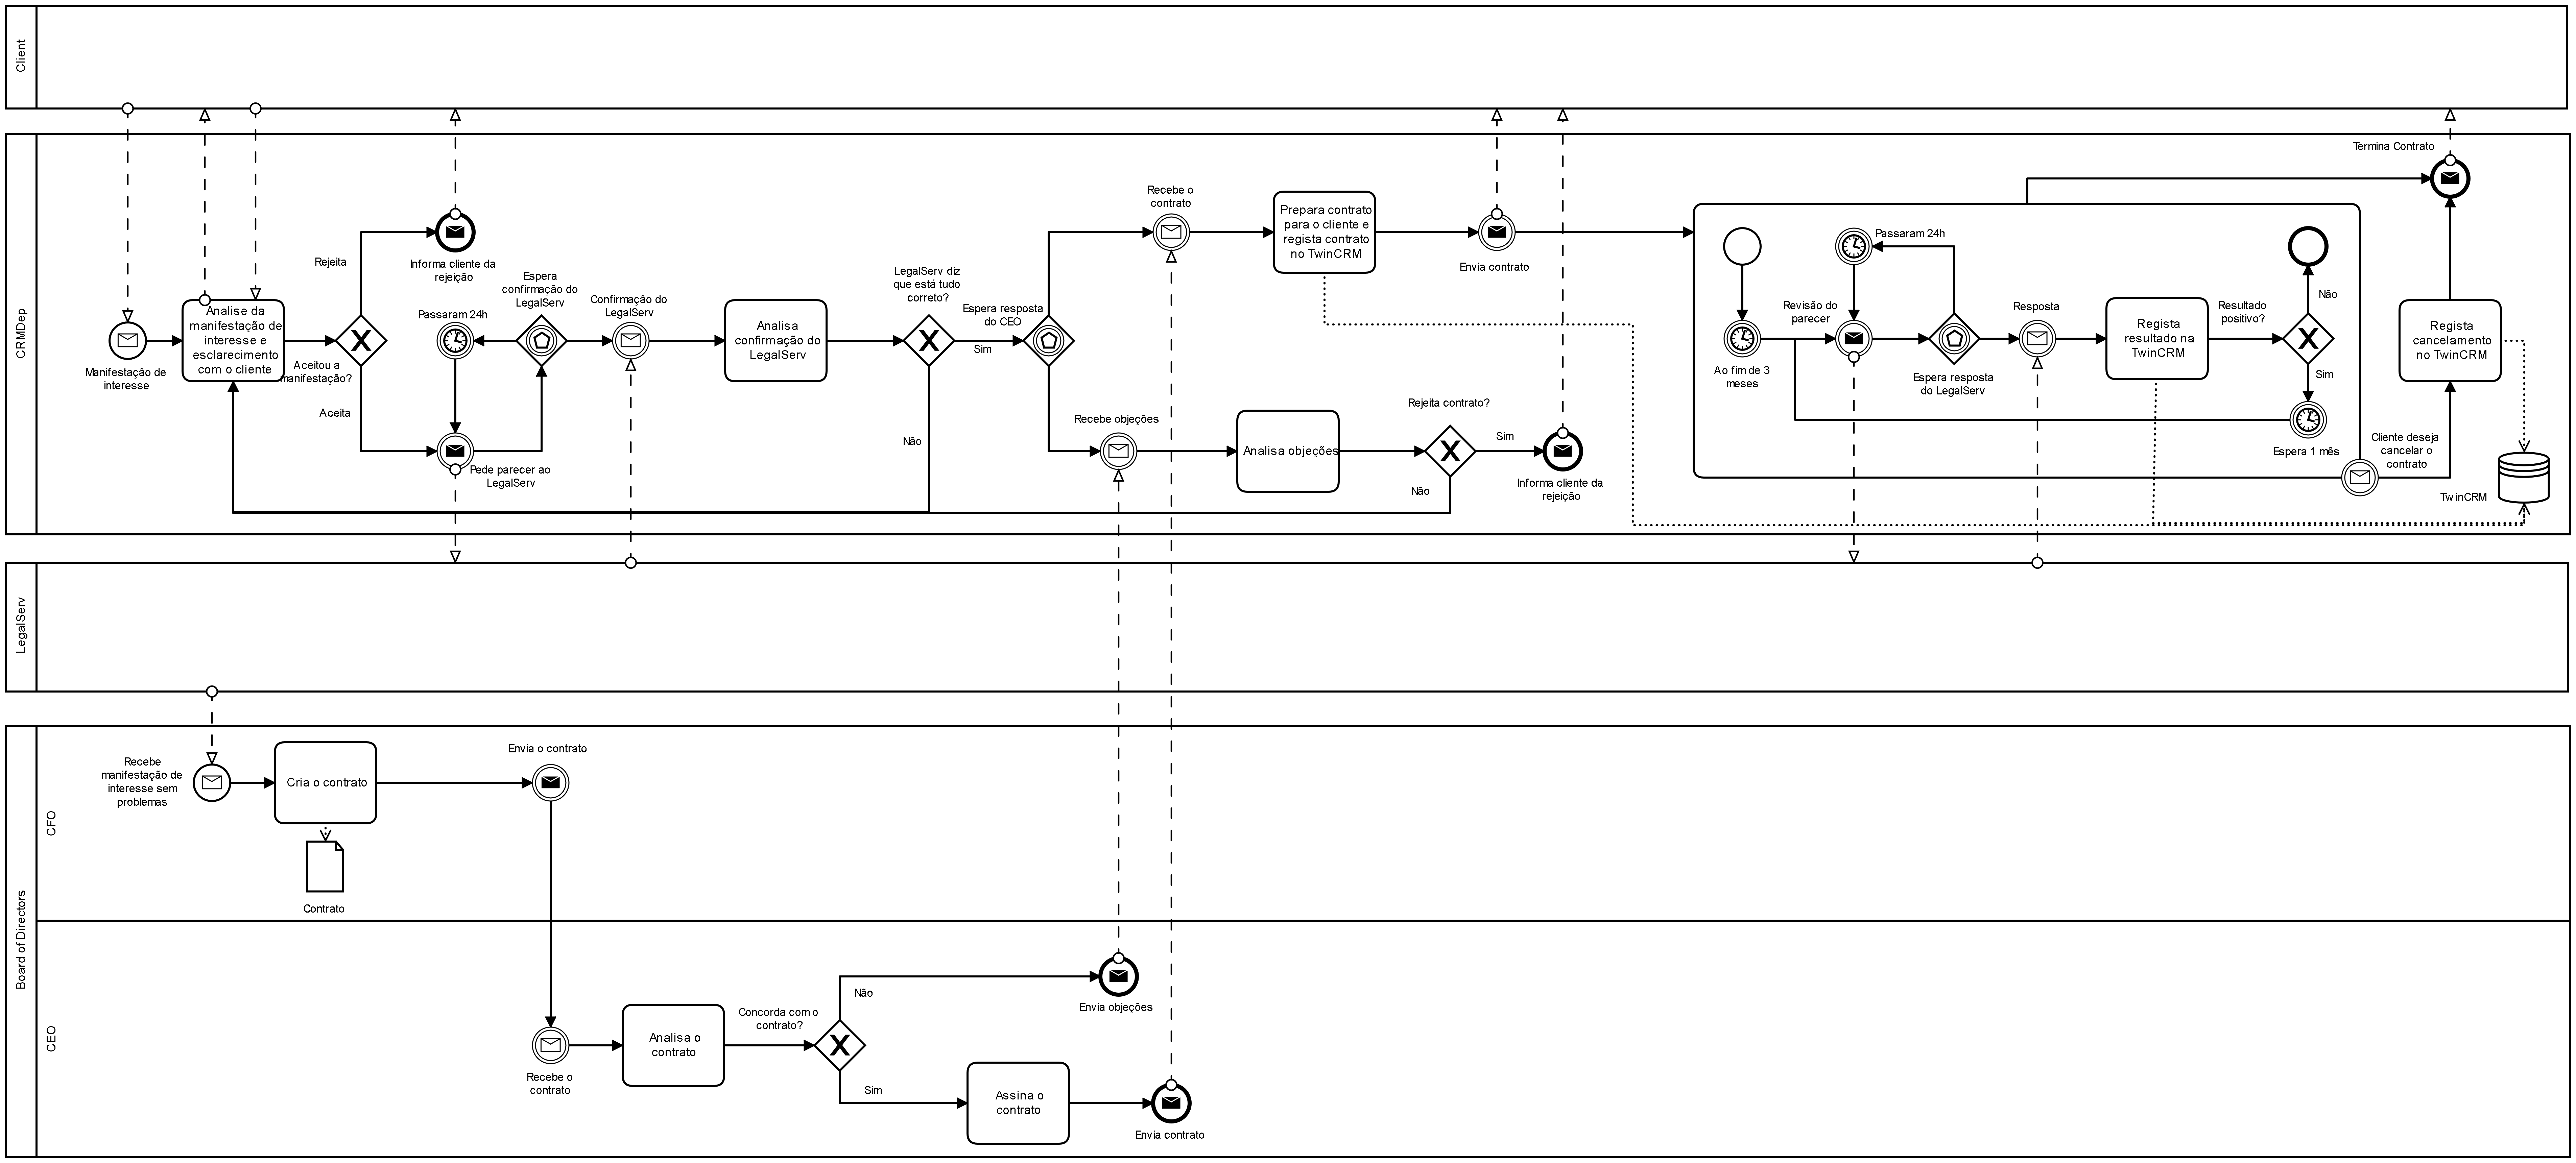 Client
CRMDep
Manifestação de
interesse
Analise da
manifestação de
interesse e
esclarecimento
com o cliente
Aceitou a
manifestação?
Rejeita
Aceita
Informa cliente da
rejeição
Passaram 24h
Pede parecer ao
LegalServ
Espera
confirmação do
LegalServ
Confirmação do
LegalServ
Analisa
confirmação do
LegalServ
LegalServ diz
que está tudo
correto?
Sim
Não
Espera resposta
do CEO
Recebe o
contrato
Recebe objeções
Prepara contrato
para o cliente e
regista contrato
no TwinCRM
Envia contrato
Analisa objeções
Rejeita contrato?
Sim
Não
Informa cliente da
rejeição
Ao fim de 3
meses
Revisão do
parecer
Passaram 24h
Espera resposta
do LegalServ
Resposta
Regista
resultado na
TwinCRM
Resultado
positivo?
Não
Sim
Espera 1 mês
Cliente deseja
cancelar o
contrato
Regista
cancelamento
no TwinCRM
Termina Contrato
TwinCRM
LegalServ
Board of Directors
CFO
Recebe
manifestação de
interesse sem
problemas
Cria o contrato
Contrato
Envia o contrato
CEO
Recebe o
contrato
Analisa o
contrato
Concorda com o
contrato?
Não
Sim
Envia objeções
Assina o
contrato
Envia contrato